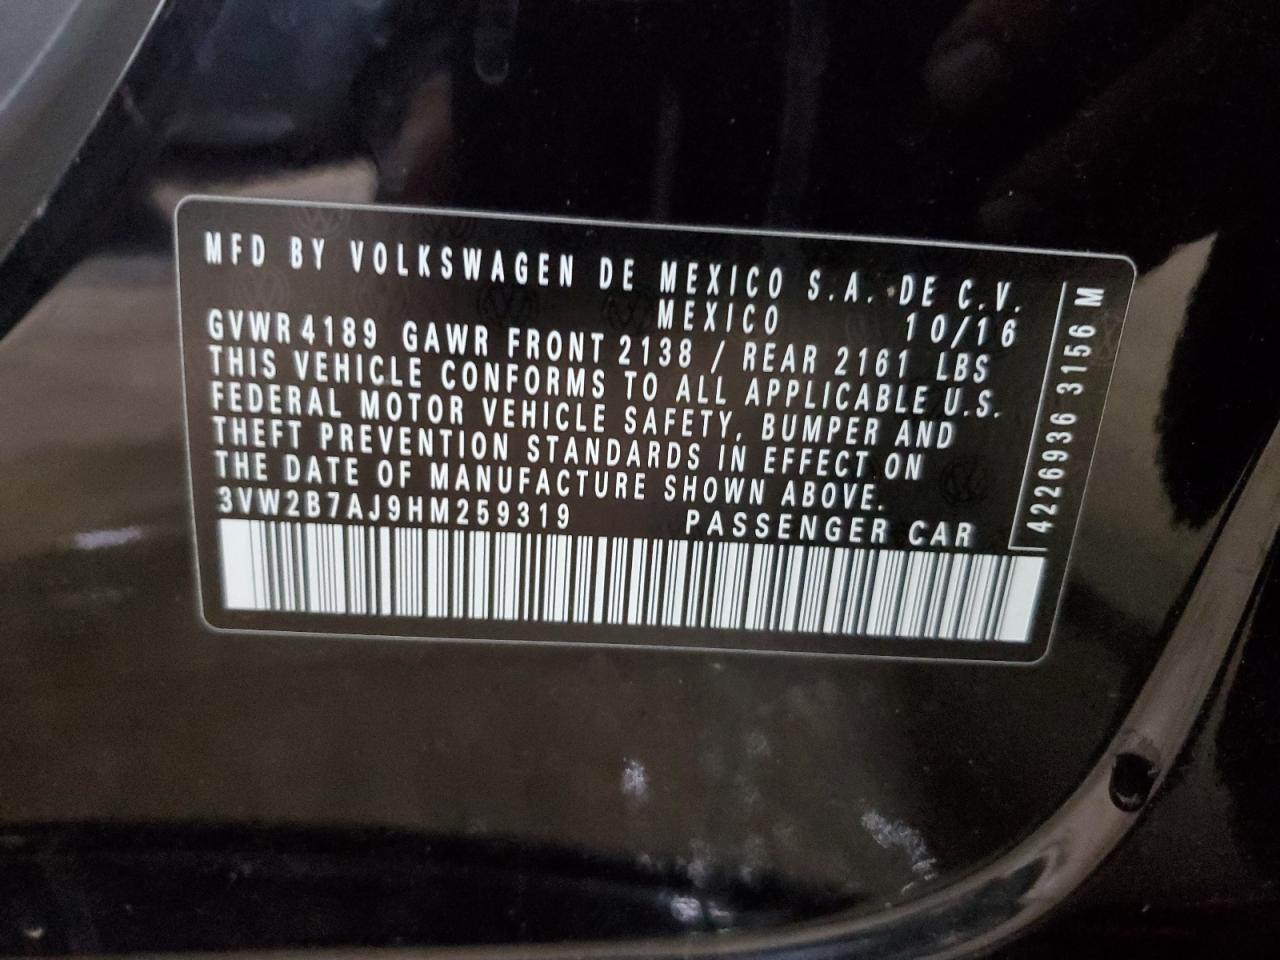 MFD BY VOLKSWAGEN DE MEXICO S.A. DE C.V.
MEXICO 10/16
GVWR 4189 GAWR FRONT 2138 / REAR 2161 LBS
THIS VEHICLE CONFORMS TO ALL APPLICABLE U.S.
FEDERAL MOTOR VEHICLE SAFETY, BUMPER AND
THEFT PREVENTION STANDARDS IN EFFECT ON
THE DATE OF MANUFACTURE SHOWN ABOVE.
3VW2B7AJ9HM259319 PASSENGER CAR
4226936 3156 M